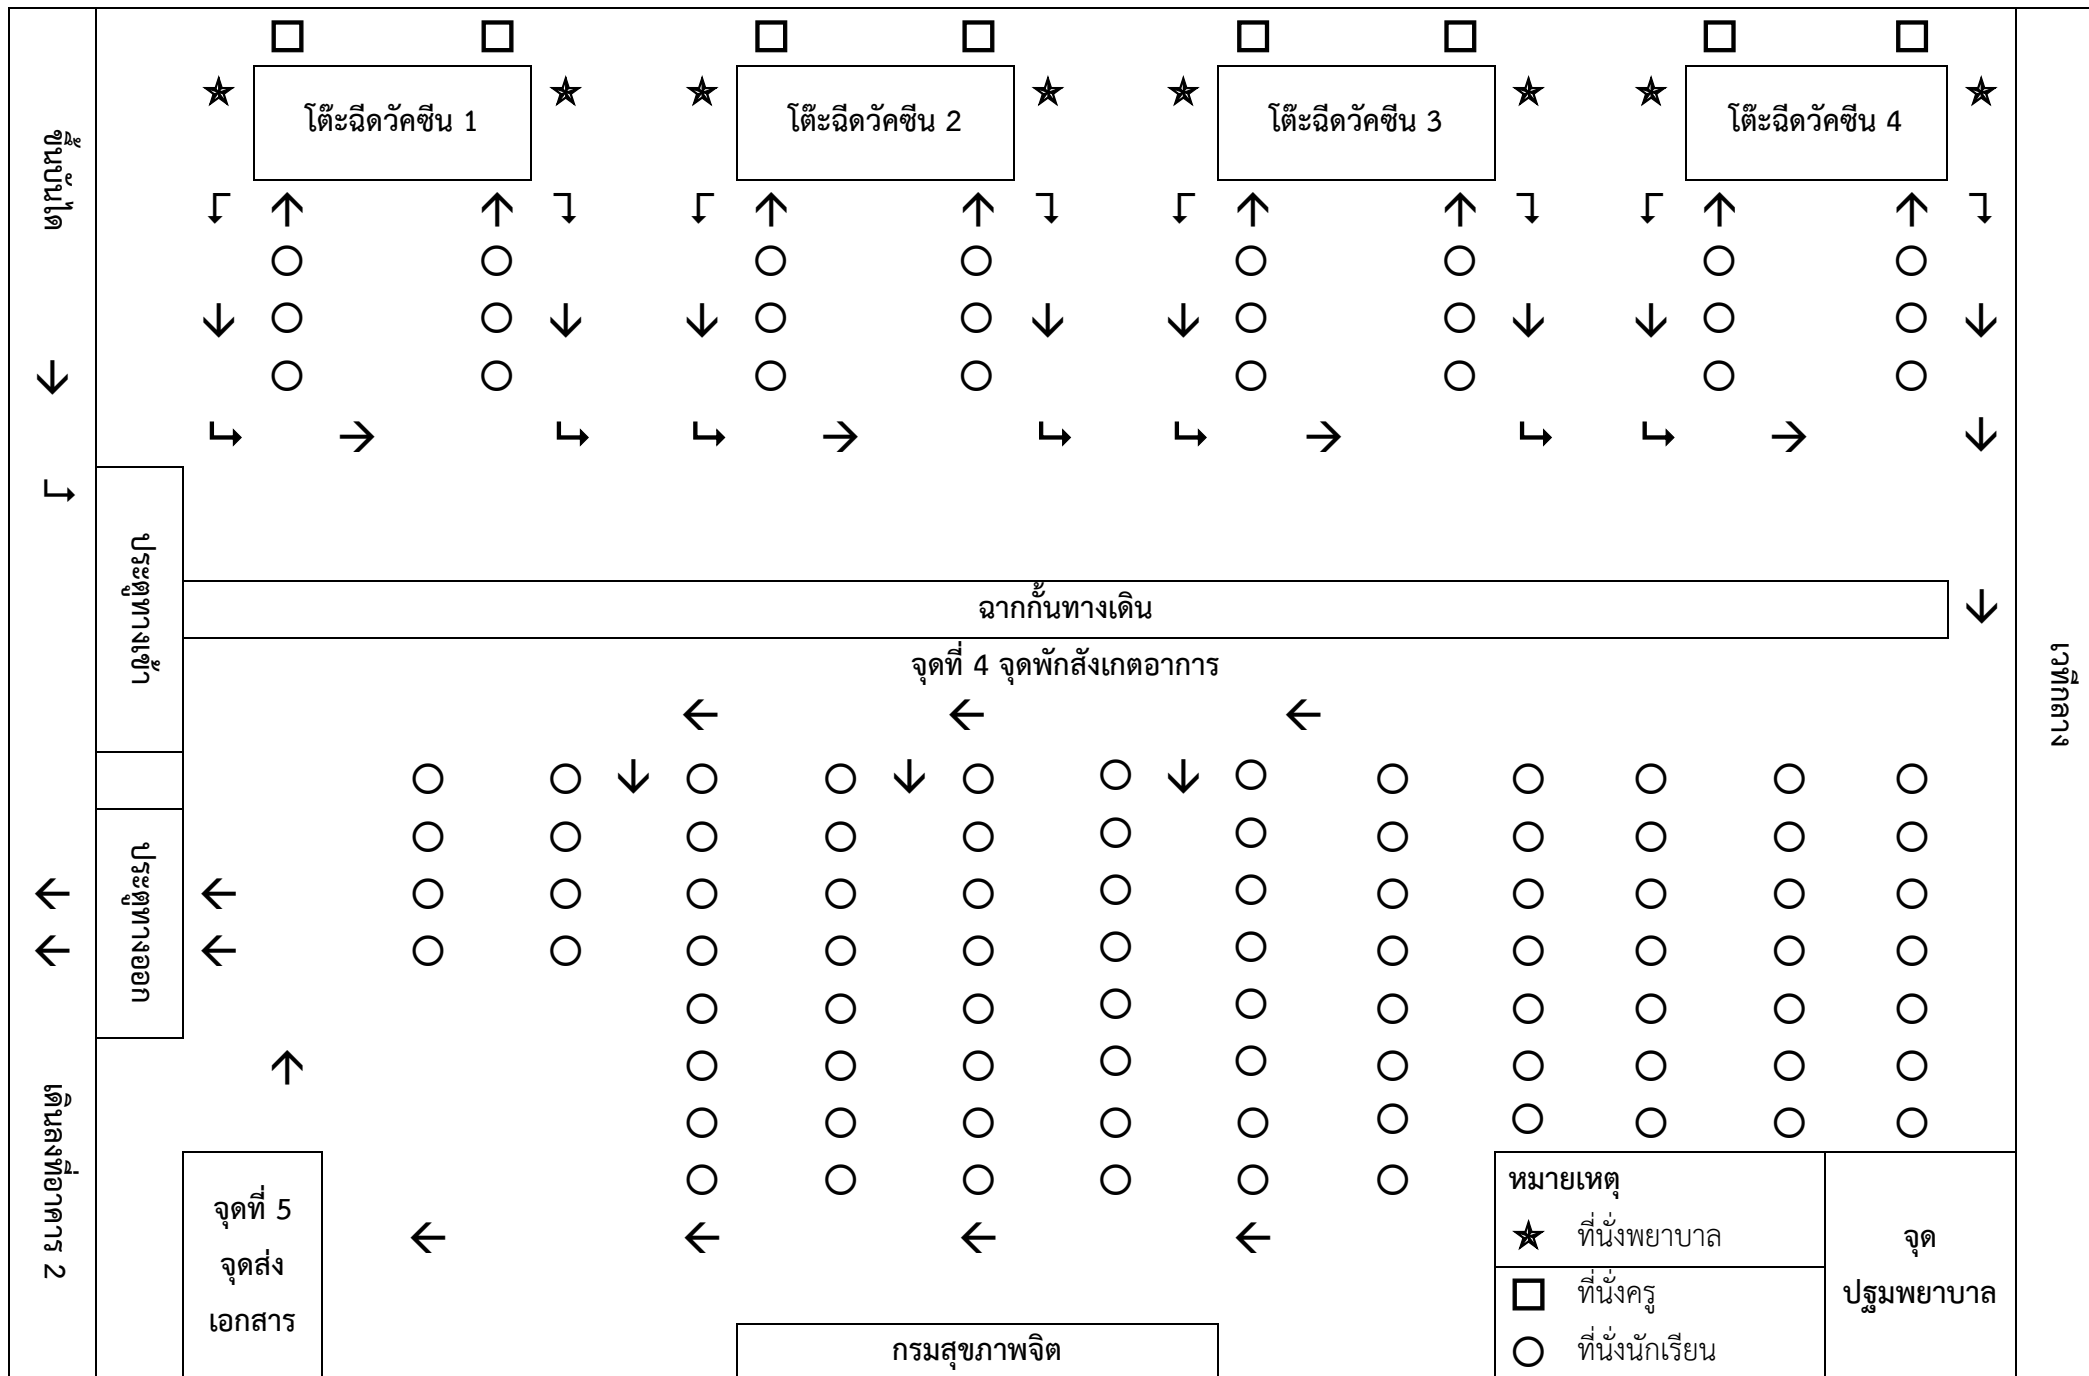 โต๊ะฉีดวัคซีน 1
โต๊ะฉีดวัคซีน 2
โต๊ะฉีดวัคซีน 3
โต๊ะฉีดวัคซีน 4
ขึ้นบันได
ประตูทางเข้า
ฉากกั้นทางเดิน
จุดที่ 4 จุดพักสังเกตอาการ
เวทีกลาง
ประตูทางออก
เดินลงที่อาคาร 2
จุดที่ 5
จุดส่ง
เอกสาร
กรมสุขภาพจิต
หมายเหตุ
ที่นั่งพยาบาล
ที่นั่งครู
ที่นั่งนักเรียน
จุด
ปฐมพยาบาล